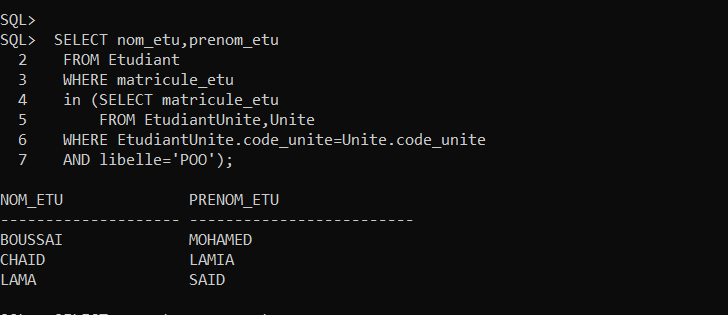 SQL>
SQL>  SELECT nom_etu,prenom_etu
  2    FROM Etudiant
  3    WHERE matricule_etu
  4    in (SELECT matricule_etu
  5        FROM EtudiantUnite,Unite
  6    WHERE EtudiantUnite.code_unite=Unite.code_unite
  7    AND libelle='POO');
NOM_ETU              PRENOM_ETU
-------------------- -------------------------
BOUSSAI              MOHAMED
CHAID                LAMIA
LAMA                 SAID